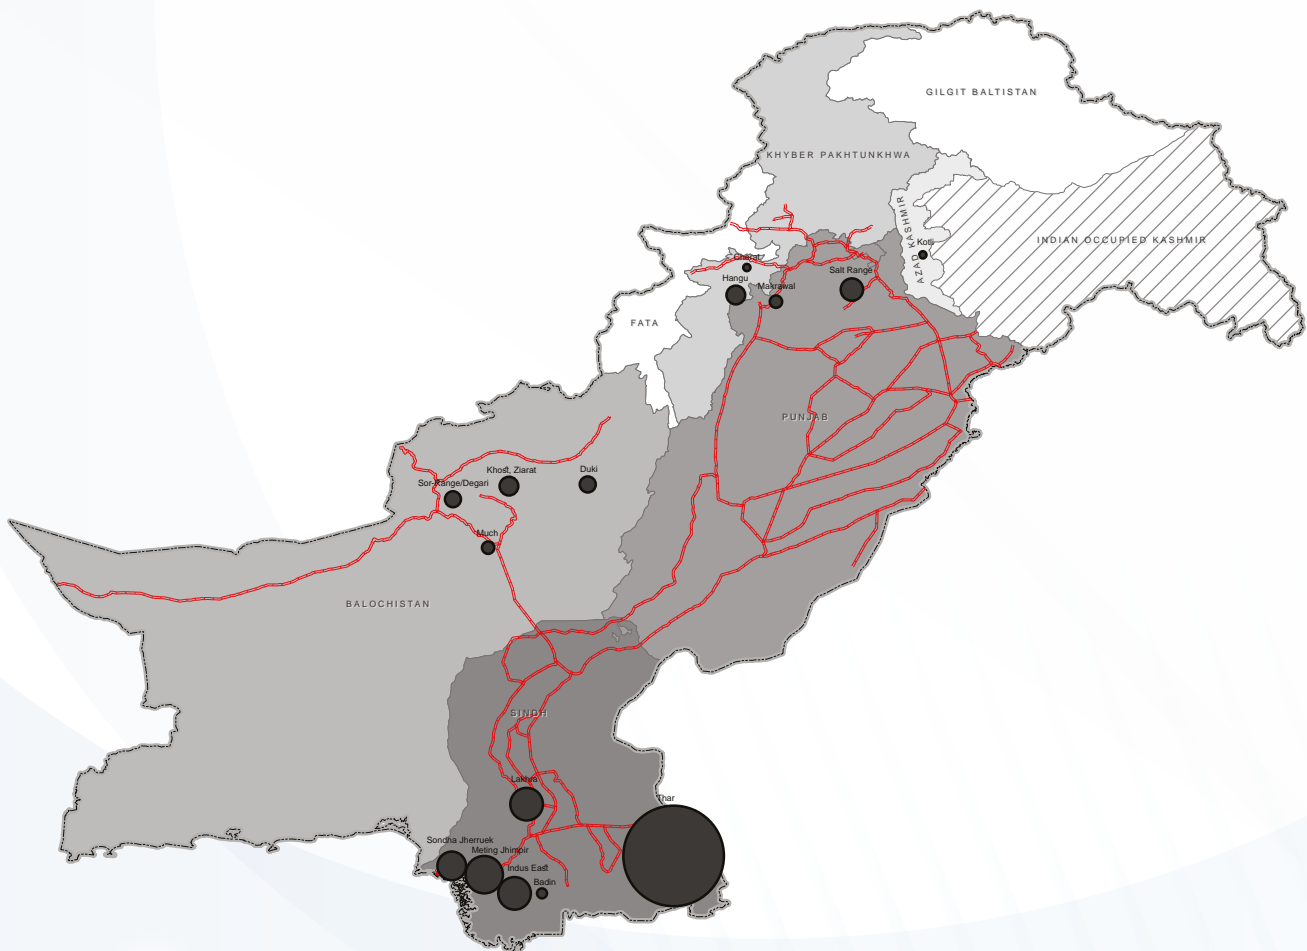 GILGIT BALTISTAN
KHYBER PAKHTUNKHWA
AZAD KASHMIR
INDIAN OCCUPIED KASHMIR
Kotli
Cherat
Hangu
Makrawal
Salt Range
FATA
PUNJAB
Khost, Ziarat
Duki
Sor-Range/Degari
Much
BALOCHISTAN
SINDH
Lakhra
Thar
Sondha Jherruek
Meting Jhimpir
Indus East
Badin